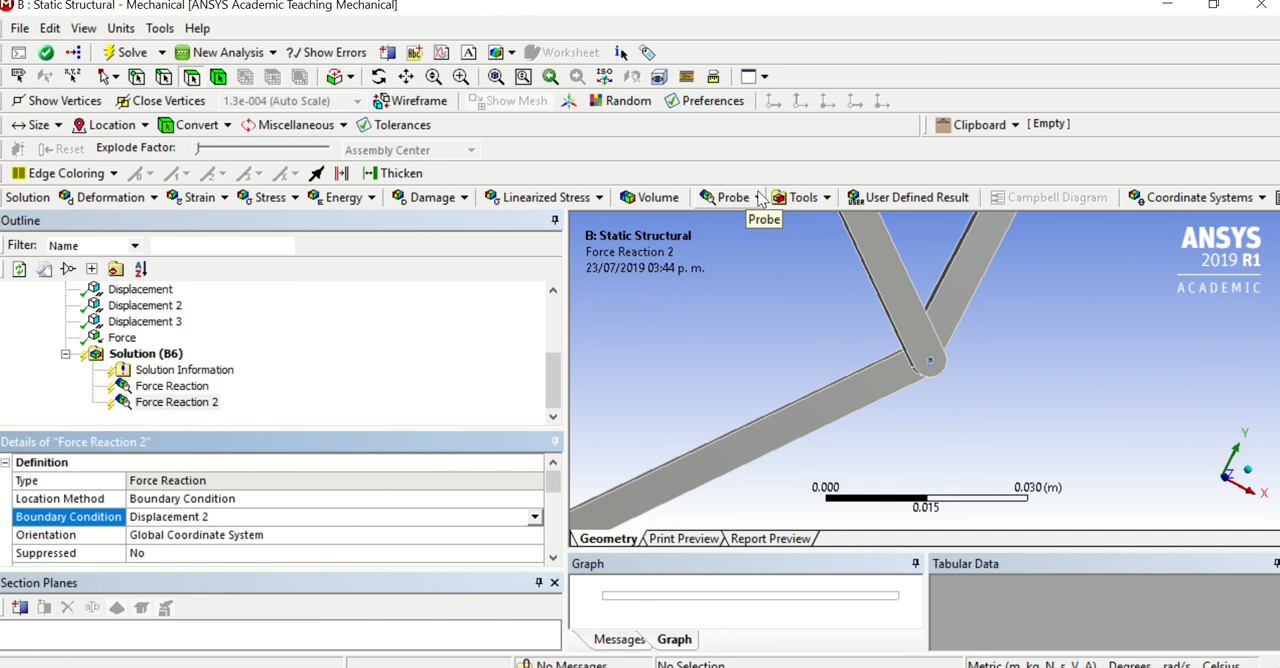 B : Static Structural - Mechanical [ANSYS Academic Teaching Mechanical]
File Edit View Units Tools Help
Solve New Analysis ?✓ Show Errors Worksheet
Show Vertices Close Vertices 1.3e-004 (Auto Scale) Wireframe Show Mesh Random Preferences
Size Location Convert Miscellaneous Tolerances Clipboard [ Empty ]
Reset Explode Factor: Assembly Center
Edge Coloring Thicken
Solution Deformation Strain Stress Energy Damage Linearized Stress Volume Probe Tools User Defined Result Campbell Diagram Coordinate Systems
Probe
Outline
Filter: Name
Displacement
Displacement 2
Displacement 3
Force
Solution (B6)
Solution Information
Force Reaction
Force Reaction 2
Details of "Force Reaction 2"
Definition
Type Force Reaction
Location Method Boundary Condition
Boundary Condition Displacement 2
Orientation Global Coordinate System
Suppressed No
Section Planes
B: Static Structural
Force Reaction 2
23/07/2019 03:44 p. m.
ANSYS
2019 R1
ACADEMIC
Y
Z
X
0.000 0.030 (m)
0.015
Geometry Print Preview Report Preview
Graph
Tabular Data
Messages Graph
No Messages No Selection Metric (m, kg, N, s, V, A) Degrees rad/s Celsius